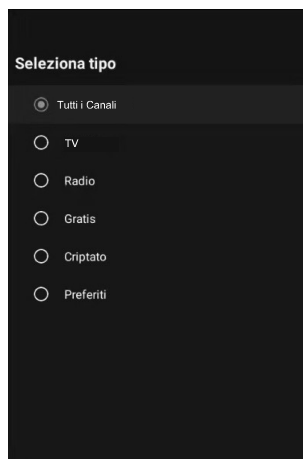 Seleziona tipo
Tutti i Canali
TV
Radio
Gratis
Criptato
Preferiti